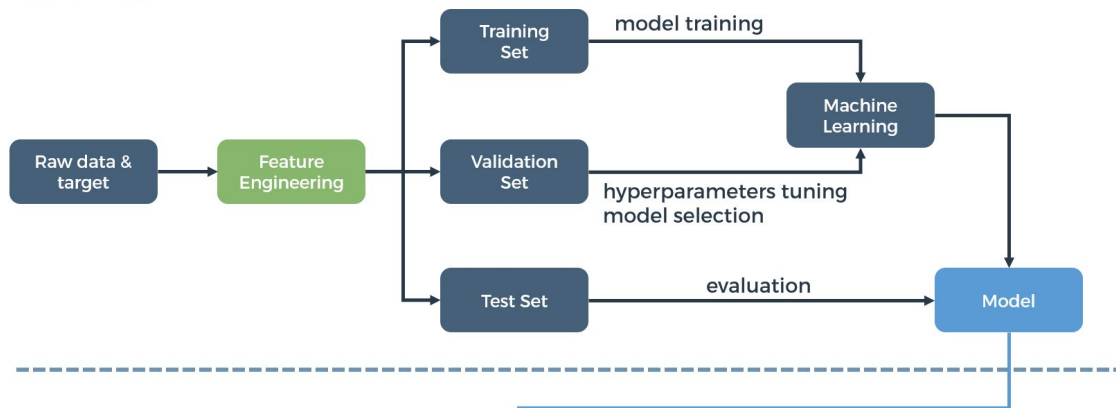 Training
Set
model training
Machine
Learning
Raw data &
target
Feature
Engineering
Validation
Set
hyperparameters tuning
model selection
Test Set
evaluation
Model